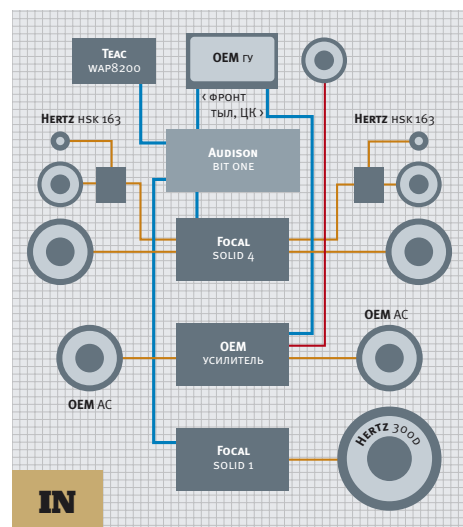 TEAC
WAP8200
OEM ГУ
‹ ФРОНТ
ТЫЛ, ЦК ›
HERTZ HSK 163
HERTZ HSK 163
AUDISON
BIT ONE
FOCAL
SOLID 4
OEM АС
OEM
УСИЛИТЕЛЬ
OEM АС
HERTZ 300D
FOCAL
SOLID 1
IN